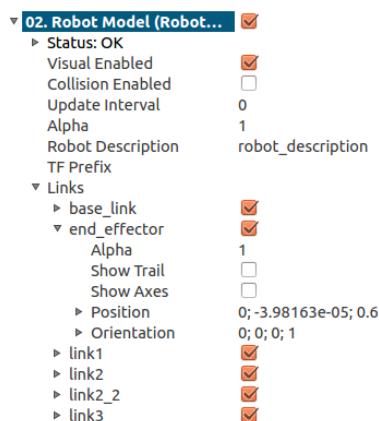 02. Robot Model (Robot...
Status: OK
Visual Enabled
Collision Enabled
Update Interval 0
Alpha 1
Robot Description robot_description
TF Prefix
Links
base_link
end_effector
Alpha 1
Show Trail
Show Axes
Position 0; -3.98163e-05; 0.6
Orientation 0; 0; 0; 1
link1
link2
link2_2
link3